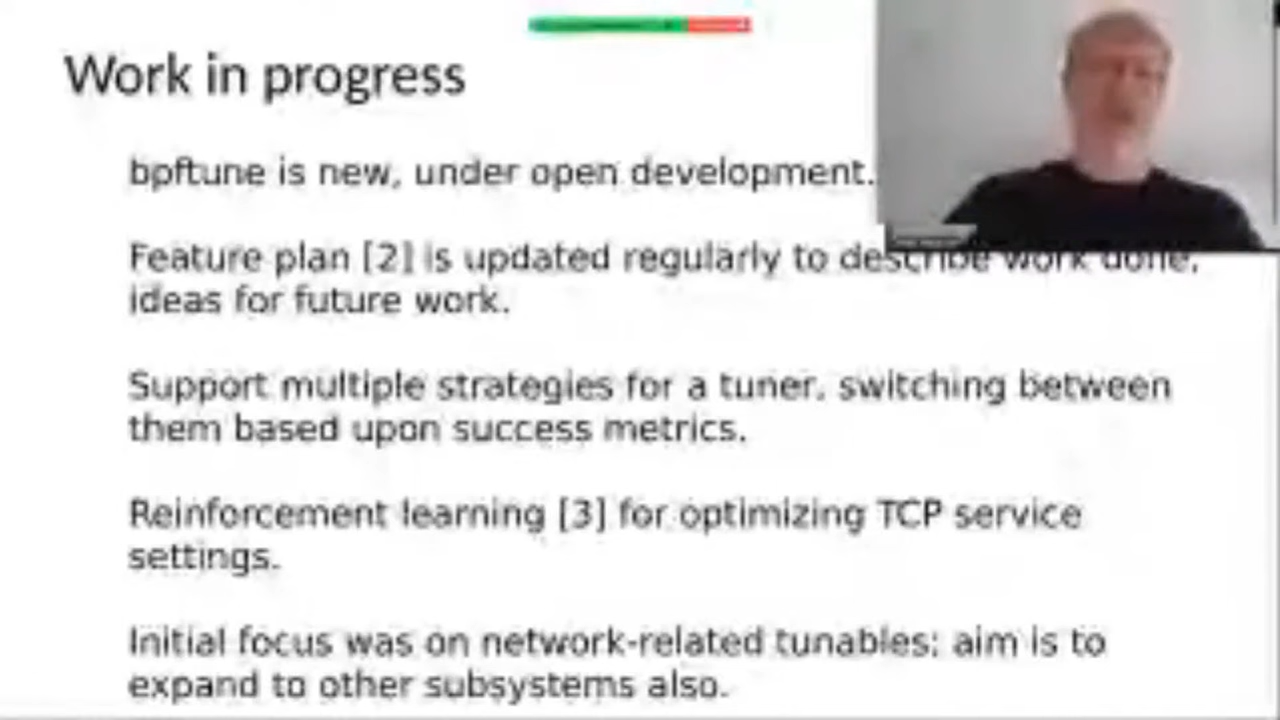 Work in progress
bpftune is new, under open development.
Feature plan [2] is updated regularly to describe work done,
ideas for future work.
Support multiple strategies for a tuner, switching between
them based upon success metrics.
Reinforcement learning [3] for optimizing TCP service
settings.
Initial focus was on network-related tunables; aim is to
expand to other subsystems also.